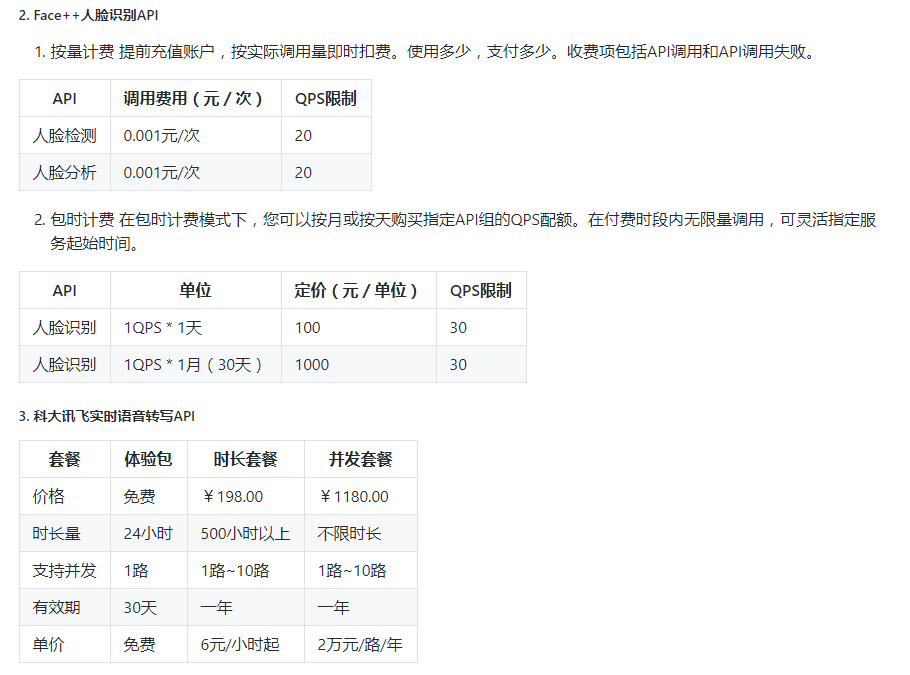 2. Face++人脸识别API
1. 按量计费 提前充值账户，按实际调用量即时扣费。使用多少，支付多少。收费项包括API调用和API调用失败。
API 调用费用（元 / 次） QPS限制
人脸检测 0.001元/次 20
人脸分析 0.001元/次 20
2. 包时计费 在包时计费模式下，您可以按月或按天购买指定API组的QPS配额。在付费时段内无限量调用，可灵活指定服
务起始时间。
API 单位 定价（元 / 单位） QPS限制
人脸识别 1QPS * 1天 100 30
人脸识别 1QPS * 1月（30天） 1000 30
3. 科大讯飞实时语音转写API
套餐 体验包 时长套餐 并发套餐
价格 免费 ￥198.00 ￥1180.00
时长量 24小时 500小时以上 不限时长
支持并发 1路 1路~10路 1路~10路
有效期 30天 一年 一年
单价 免费 6元/小时起 2万元/路/年